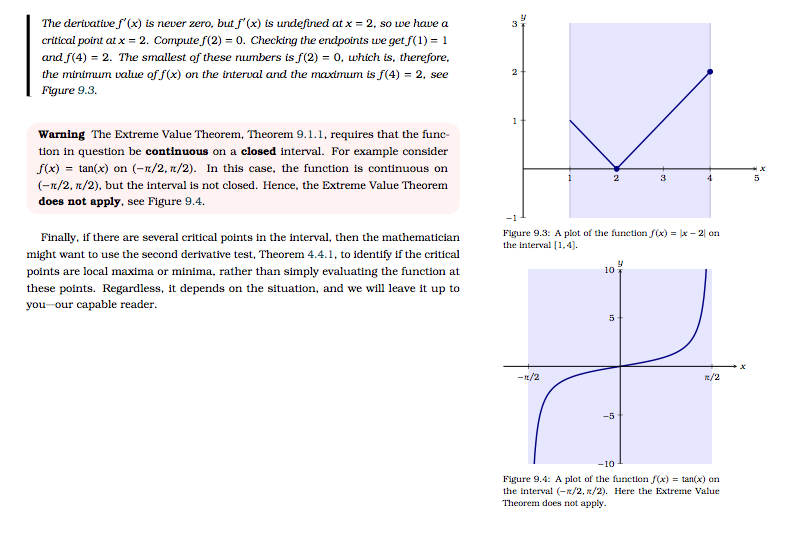 The derivative f′(x) is never zero, but f′(x) is undefined at x = 2, so we have a
critical point at x = 2. Compute f(2) = 0. Checking the endpoints we get f(1) = 1
and f(4) = 2. The smallest of these numbers is f(2) = 0, which is, therefore,
the minimum value of f(x) on the interval and the maximum is f(4) = 2, see
Figure 9.3.
Warning The Extreme Value Theorem, Theorem 9.1.1, requires that the func-
tion in question be continuous on a closed interval. For example consider
f(x) = tan(x) on (−π/2, π/2). In this case, the function is continuous on
(−π/2, π/2), but the interval is not closed. Hence, the Extreme Value Theorem
does not apply, see Figure 9.4.
Finally, if there are several critical points in the interval, then the mathematician
might want to use the second derivative test, Theorem 4.4.1, to identify if the critical
points are local maxima or minima, rather than simply evaluating the function at
these points. Regardless, it depends on the situation, and we will leave it up to
you—our capable reader.
y
3
2
1
x
1 2 3 4 5
−1
Figure 9.3: A plot of the function f(x) = |x − 2| on
the interval [1, 4].
y
10
5
x
−π/2 π/2
−5
−10
Figure 9.4: A plot of the function f(x) = tan(x) on
the interval (−π/2, π/2). Here the Extreme Value
Theorem does not apply.